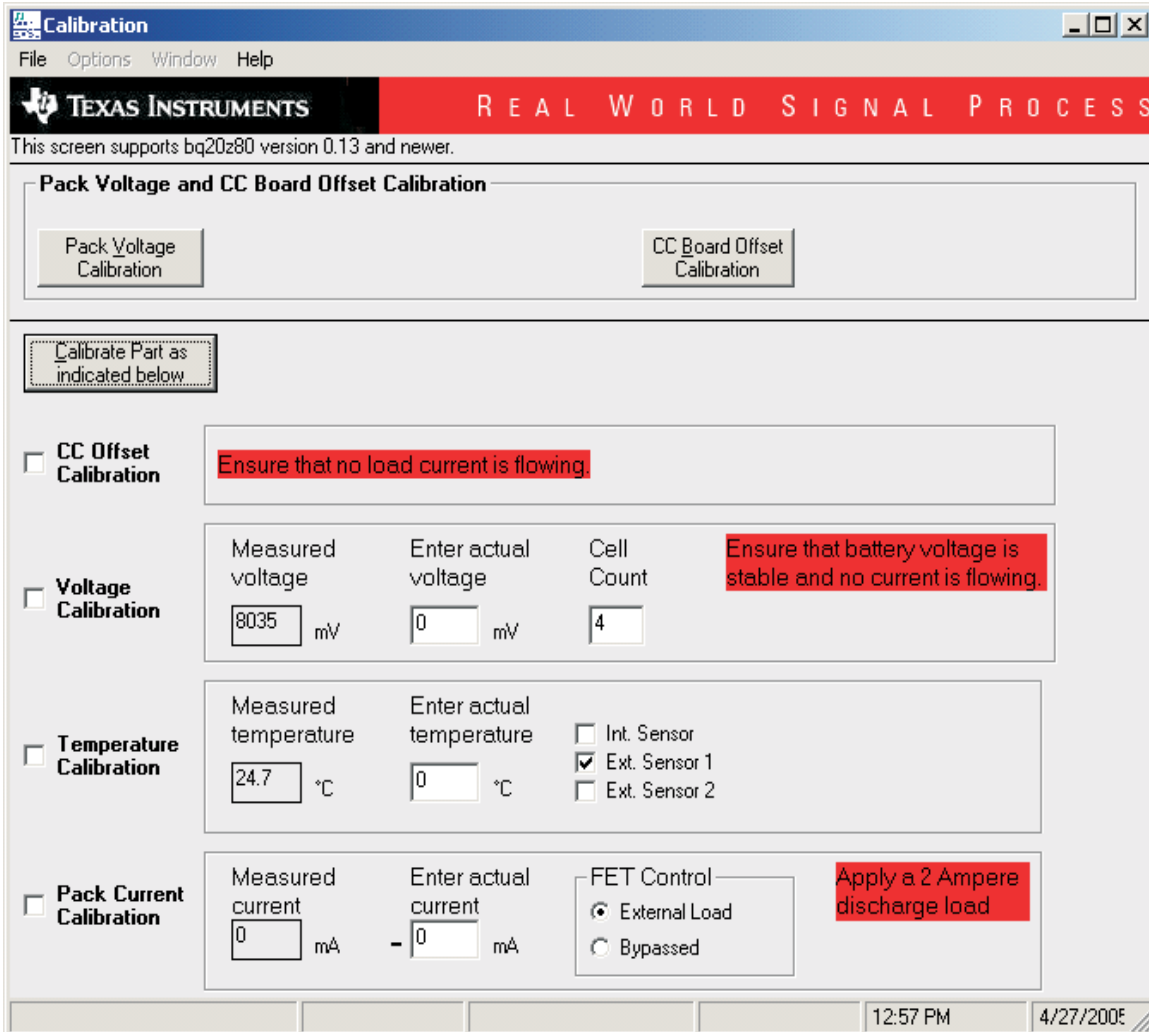 Calibration
File Options Window Help
TEXAS INSTRUMENTS
REAL WORLD SIGNAL PROCESS
This screen supports bq20z80 version 0.13 and newer.
Pack Voltage and CC Board Offset Calibration
Pack Voltage
Calibration
CC Board Offset
Calibration
Calibrate Part as
indicated below
CC Offset
Calibration
Ensure that no load current is flowing.
Voltage
Calibration
Measured
voltage
8035 mV
Enter actual
voltage
0 mV
Cell
Count
4
Ensure that battery voltage is
stable and no current is flowing.
Temperature
Calibration
Measured
temperature
24.7 °C
Enter actual
temperature
0 °C
Int. Sensor
Ext. Sensor 1
Ext. Sensor 2
Pack Current
Calibration
Measured
current
0 mA
Enter actual
current
- 0 mA
FET Control
External Load
Bypassed
Apply a 2 Ampere
discharge load
12:57 PM
4/27/2005